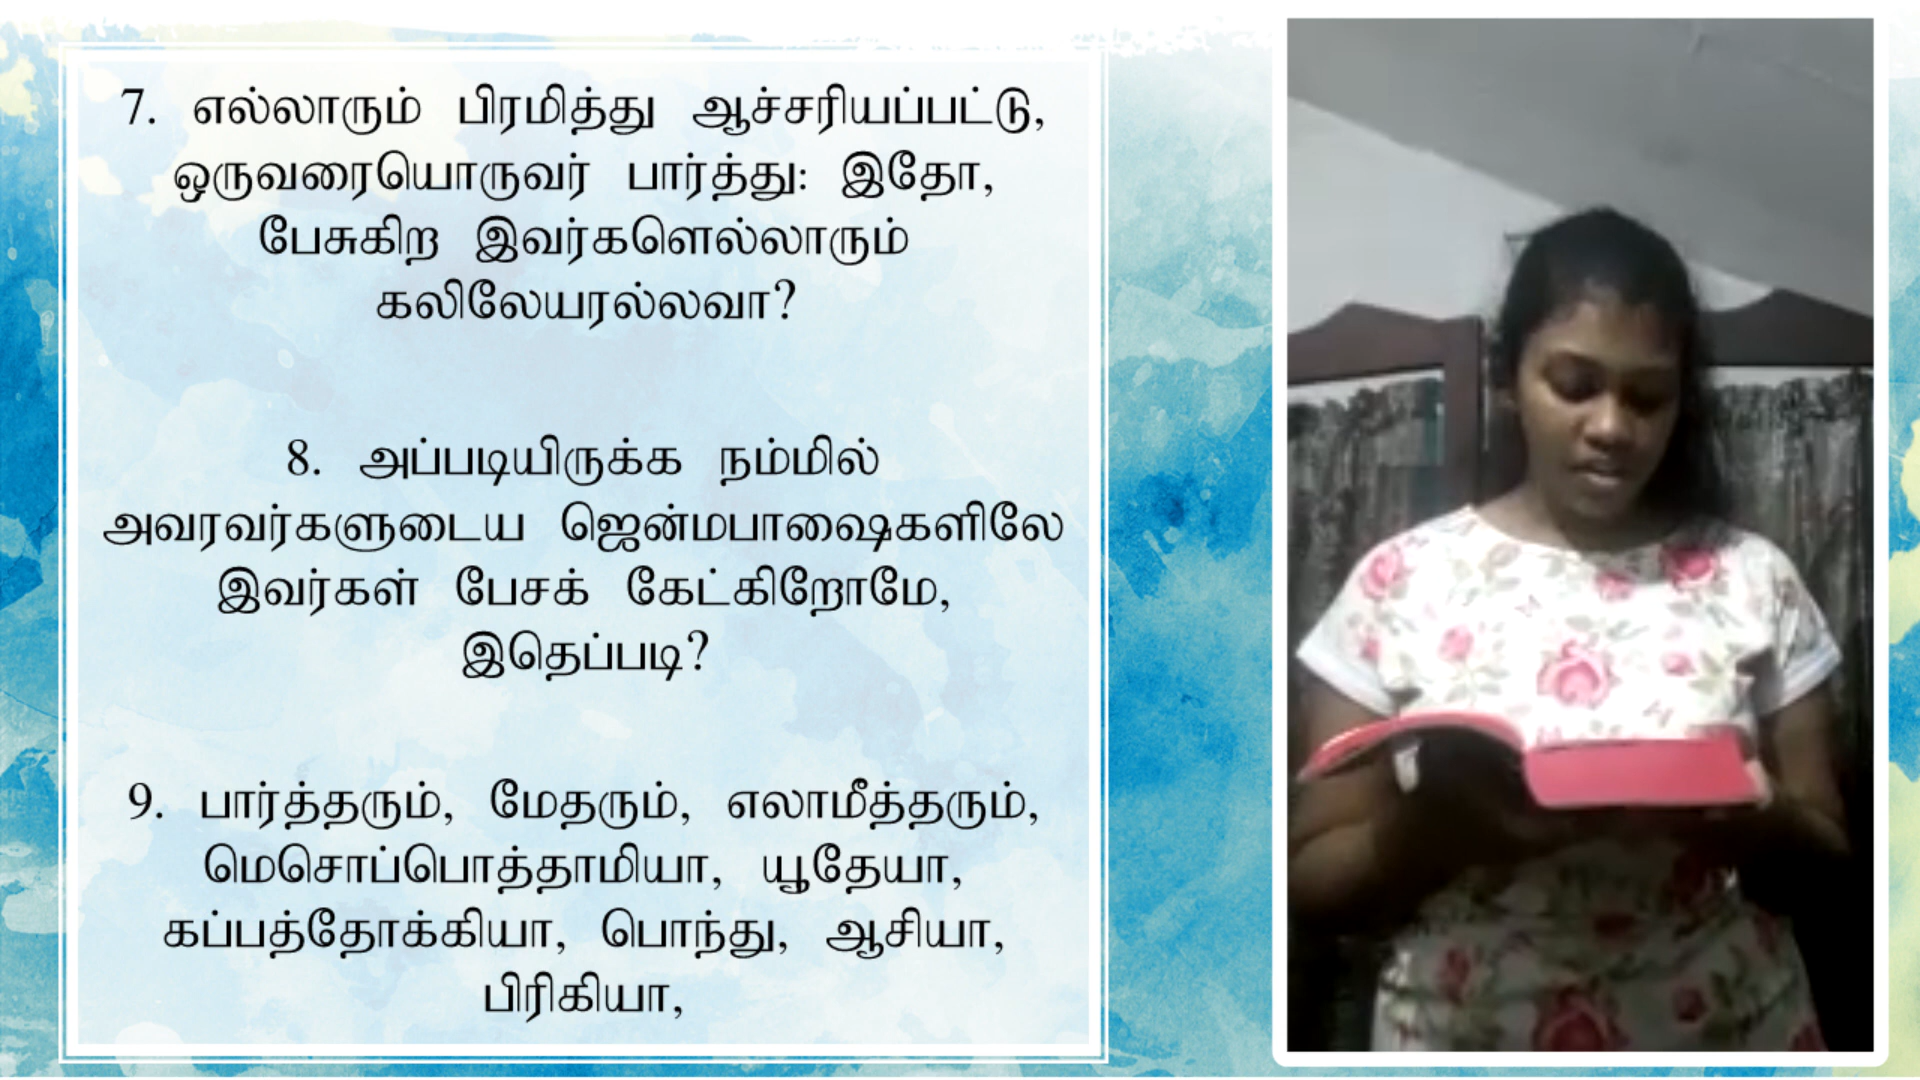 7. எல்லாரும் பிரமித்து ஆச்சரியப்பட்டு,
ஒருவரையொருவர் பார்த்து: இதோ,
பேசுகிற இவர்களெல்லாரும்
கலிலேயரல்லவா?
8. அப்படியிருக்க நம்மில்
அவரவர்களுடைய ஜென்மபாஷைகளிலே
இவர்கள் பேசக் கேட்கிறோமே,
இதெப்படி?
9. பார்த்தரும், மேதரும், எலாமீத்தரும்,
மெசொப்பொத்தாமியா, யூதேயா,
கப்பத்தோக்கியா, பொந்து, ஆசியா,
பிரிகியா,